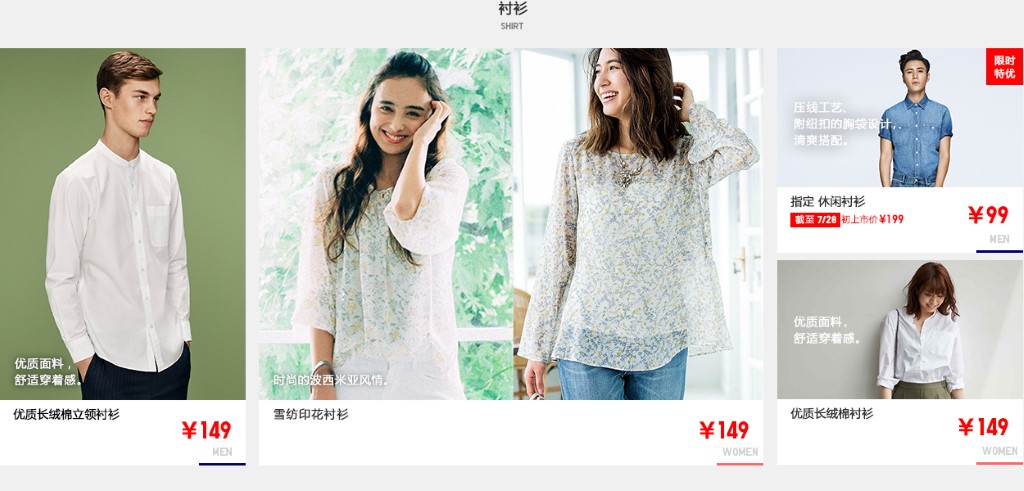 衬衫
SHIRT
优质面料，
舒适穿着感。
优质长绒棉立领衬衫
¥149
MEN
时尚的波西米亚风情。
雪纺印花衬衫
¥149
WOMEN
限时
特优
压线工艺、
附纽扣的胸袋设计，
清爽搭配。
指定 休闲衬衫
截至 7/28 初上市价¥199
¥99
MEN
优质面料，
舒适穿着感。
优质长绒棉衬衫
¥149
WOMEN